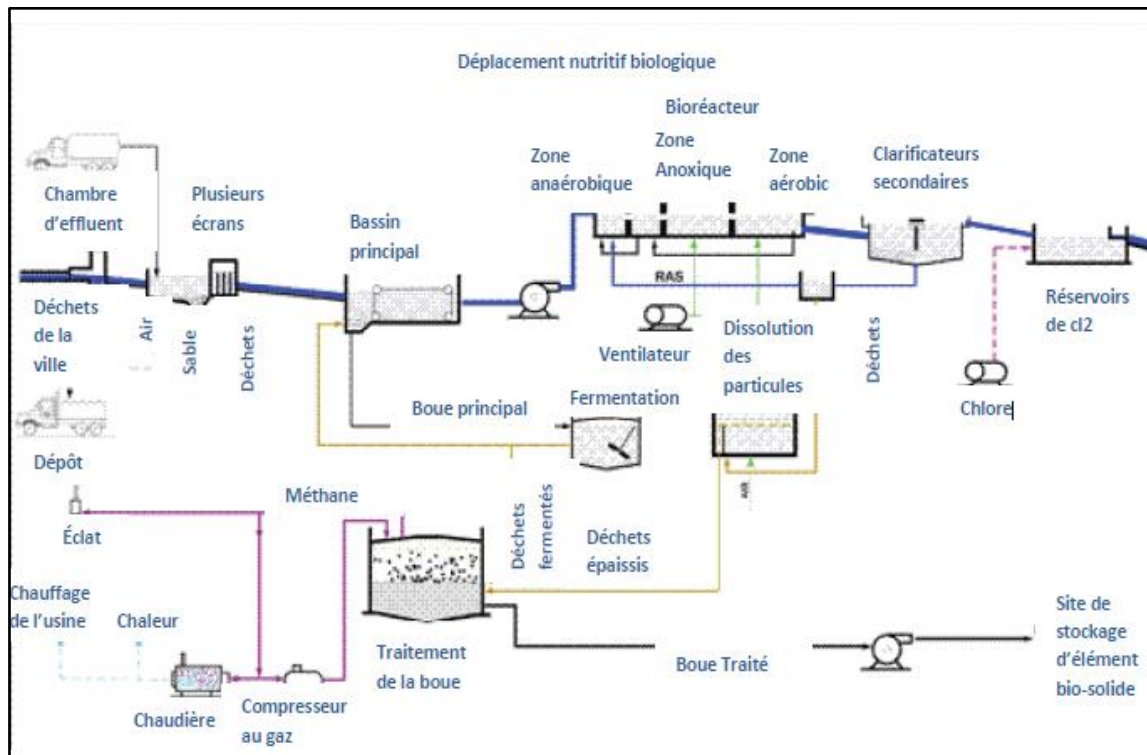 Déplacement nutritif biologique
Bioréacteur
Zone
anaérobique
Zone
Anoxique
Zone
aérobic
Clarificateurs
secondaires
Chambre
d'effluent
Plusieurs
écrans
Bassin
principal
RAS
Déchets
de la
ville
Air
Sable
Déchets
Ventilateur
Dissolution
des
particules
Déchets
Réservoirs
de cl2
Chlore
Boue principal
Fermentation
Dépôt
AIR
Éclat
Méthane
Déchets
fermentés
Déchets
épaissis
Chauffage
de l'usine
Chaleur
Traitement
de la boue
Boue Traité
Site de
stockage
d'élément
bio-solide
Chaudière
Compresseur
au gaz